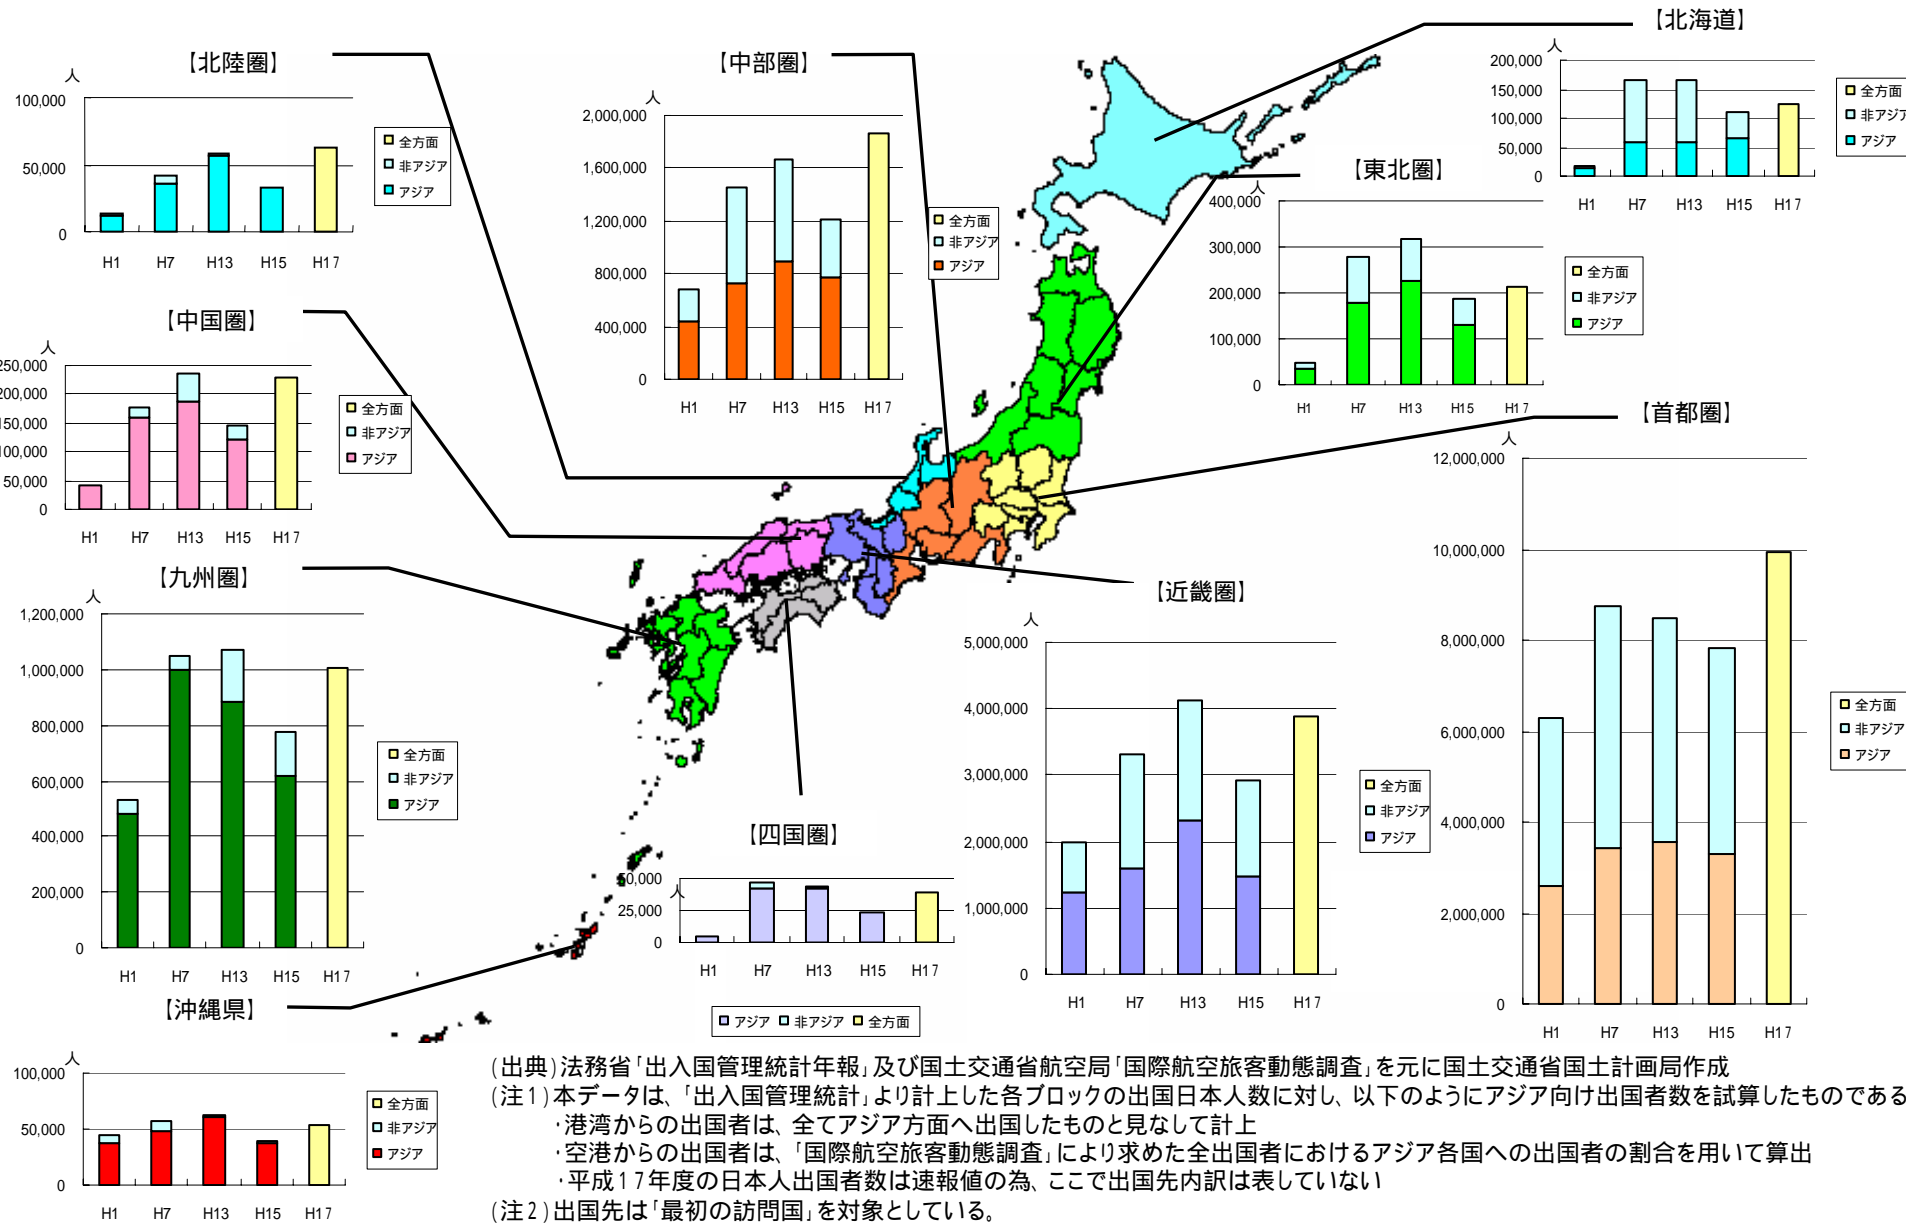 【北陸圏】
人
100,000
50,000
0
H1 H7 H13 H15 H17
全方面
非アジア
アジア
【中部圏】
人
2,000,000
1,600,000
1,200,000
800,000
400,000
0
H1 H7 H13 H15 H17
全方面
非アジア
アジア
【北海道】
人
200,000
150,000
100,000
50,000
0
H1 H7 H13 H15 H17
全方面
非アジア
アジア
【東北圏】
人
400,000
300,000
200,000
100,000
0
H1 H7 H13 H15 H17
全方面
非アジア
アジア
【中国圏】
人
250,000
200,000
150,000
100,000
50,000
0
H1 H7 H13 H15 H17
全方面
非アジア
アジア
【首都圏】
人
12,000,000
10,000,000
8,000,000
6,000,000
4,000,000
2,000,000
0
H1 H7 H13 H15 H17
全方面
非アジア
アジア
【九州圏】
人
1,200,000
1,000,000
800,000
600,000
400,000
200,000
0
H1 H7 H13 H15 H17
全方面
非アジア
アジア
【近畿圏】
人
5,000,000
4,000,000
3,000,000
2,000,000
1,000,000
0
H1 H7 H13 H15 H17
全方面
非アジア
アジア
【四国圏】
人
50,000
25,000
0
H1 H7 H13 H15 H17
アジア 非アジア 全方面
【沖縄県】
人
100,000
50,000
0
H1 H7 H13 H15 H17
全方面
非アジア
アジア
(出典)法務省「出入国管理統計年報」及び国土交通省航空局「国際航空旅客動態調査」を元に国土交通省国土計画局作成
(注1)本データは、「出入国管理統計」より計上した各ブロックの出国日本人数に対し、以下のようにアジア向け出国者数を試算したものである
・港湾からの出国者は、全てアジア方面へ出国したものと見なして計上
・空港からの出国者は、「国際航空旅客動態調査」により求めた全出国者におけるアジア各国への出国者の割合を用いて算出
・平成17年度の日本人出国者数は速報値の為、ここで出国先内訳は表していない
(注2)出国先は「最初の訪問国」を対象としている。